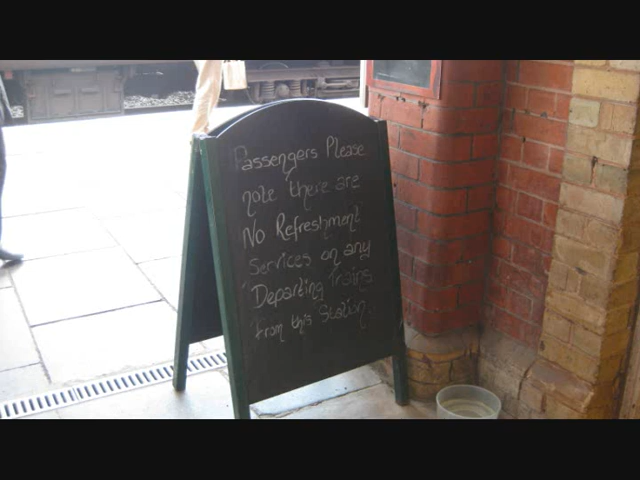 Passengers Please
note there are
No Refreshment
Services on any
Departing Trains
from this Station.